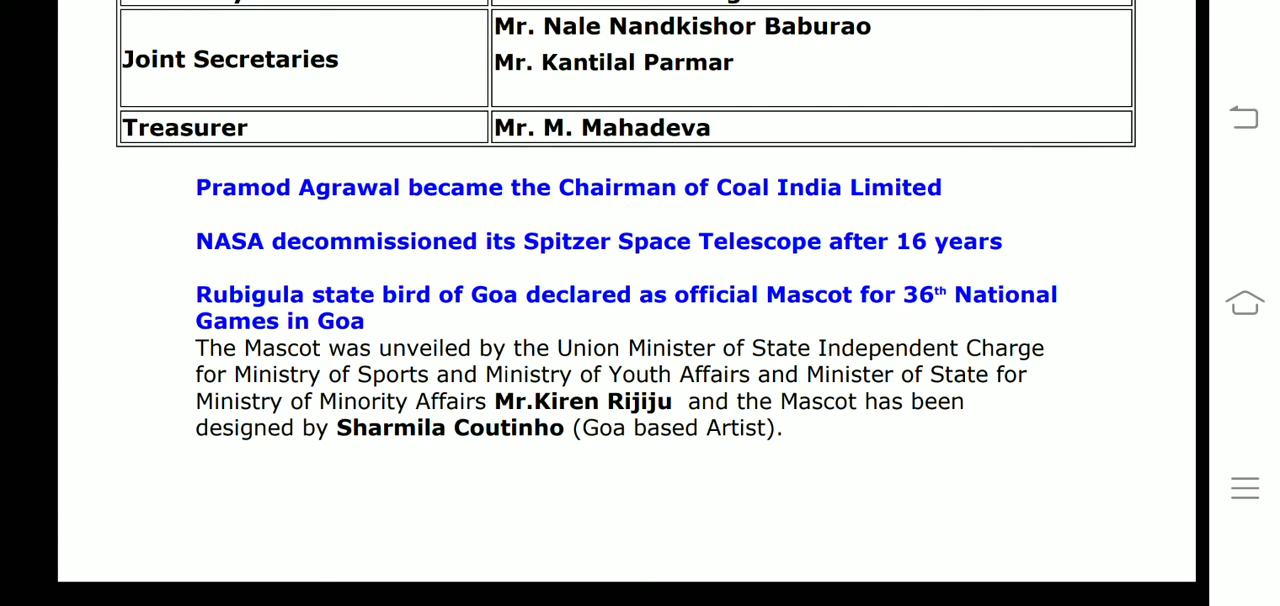 Mr. Nale Nandkishor Baburao
Joint Secretaries
Mr. Kantilal Parmar
Treasurer
Mr. M. Mahadeva
Pramod Agrawal became the Chairman of Coal India Limited
NASA decommissioned its Spitzer Space Telescope after 16 years
Rubigula state bird of Goa declared as official Mascot for 36th National
Games in Goa
The Mascot was unveiled by the Union Minister of State Independent Charge
for Ministry of Sports and Ministry of Youth Affairs and Minister of State for
Ministry of Minority Affairs Mr.Kiren Rijiju and the Mascot has been
designed by Sharmila Coutinho (Goa based Artist).